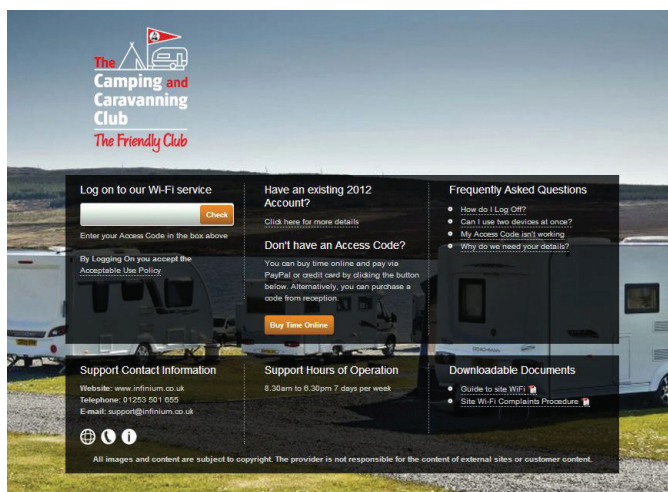 The
Camping and
Caravanning
Club
The Friendly Club
Log on to our Wi-Fi service
Check
Enter your Access Code in the box above
By Logging On you accept the
Acceptable Use Policy
Have an existing 2012
Account?
Click here for more details
Don't have an Access Code?
You can buy time online and pay via
PayPal or credit card by clicking the button
below. Alternatively, you can purchase a
code from reception.
Buy Time Online
Frequently Asked Questions
How do I Log Off?
Can I use two devices at once?
My Access Code isn't working
Why do we need your details?
Support Contact Information
Website: www.infinium.co.uk
Telephone: 01253 501 655
E-mail: support@infinium.co.uk
Support Hours of Operation
8.30am to 6.30pm 7 days per week
Downloadable Documents
Guide to site WiFi
Site Wi-Fi Complaints Procedure
All images and content are subject to copyright. The provider is not responsible for the content of external sites or customer content.